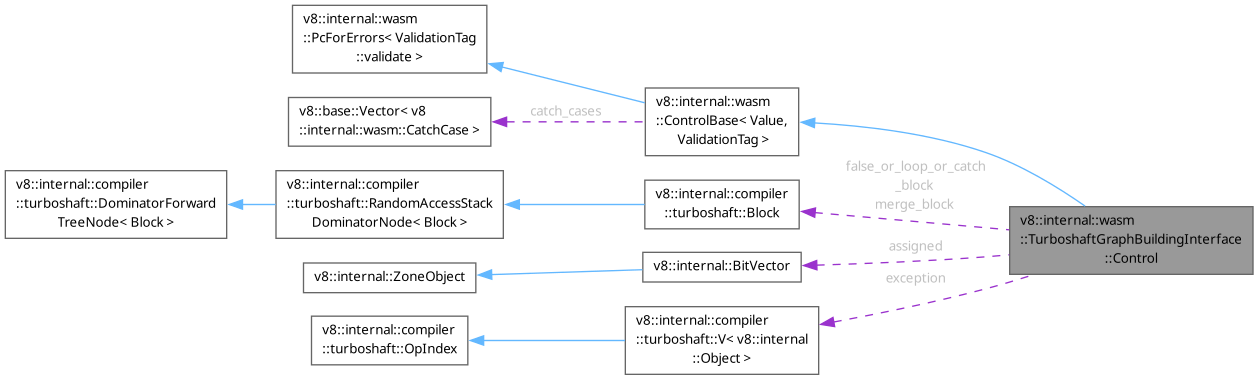 v8::internal::wasm
::PcForErrors< ValidationTag
::validate >
v8::base::Vector< v8
::internal::wasm::CatchCase >
catch_cases
v8::internal::wasm
::ControlBase< Value,
ValidationTag >
v8::internal::compiler
::turboshaft::DominatorForward
TreeNode< Block >
v8::internal::compiler
::turboshaft::RandomAccessStack
DominatorNode< Block >
v8::internal::compiler
::turboshaft::Block
false_or_loop_or_catch
_block
merge_block
v8::internal::wasm
::TurboshaftGraphBuildingInterface
::Control
assigned
v8::internal::ZoneObject
v8::internal::BitVector
exception
v8::internal::compiler
::turboshaft::OpIndex
v8::internal::compiler
::turboshaft::V< v8::internal
::Object >